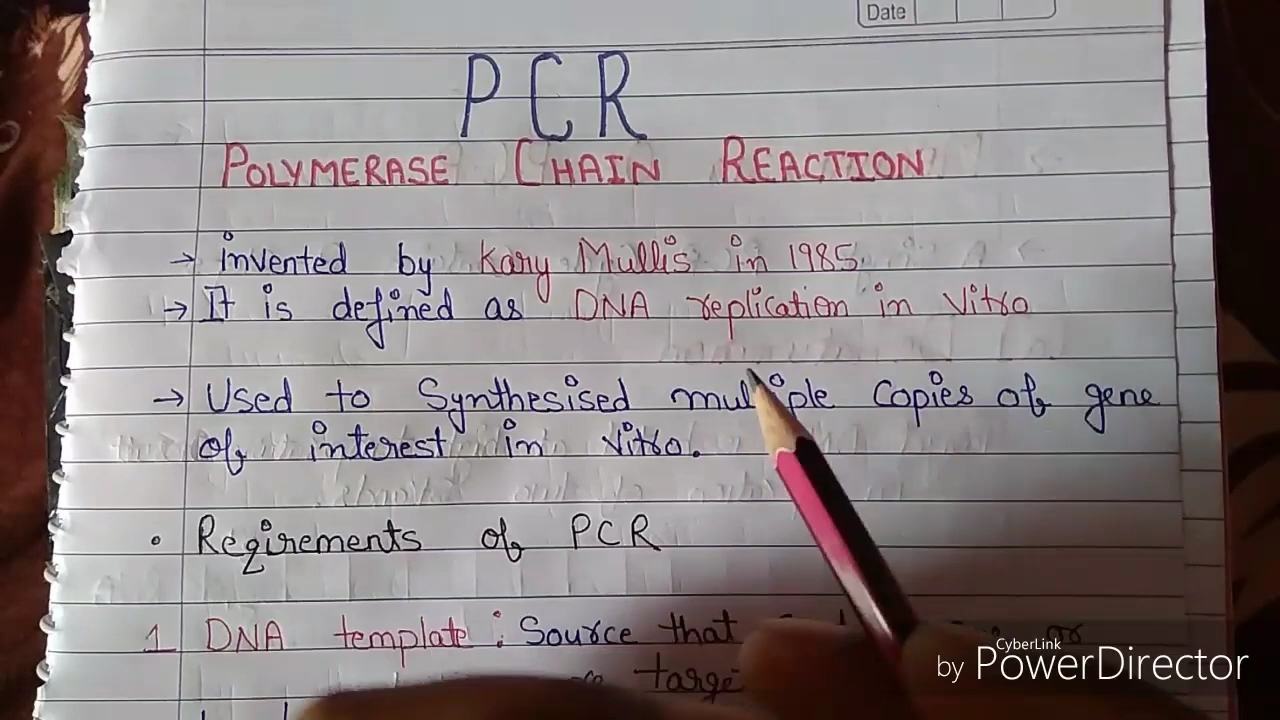 Date
PCR
POLYMERASE CHAIN REACTION
→ invented by Kary Mullis in 1985.
→ It is defined as DNA replication in vitro
→ Used to Synthesised multiple Copies of gene
of interest in vitro.
• Reqirements of PCR
1 DNA template : Source that
or
targe
CyberLink
by PowerDirector